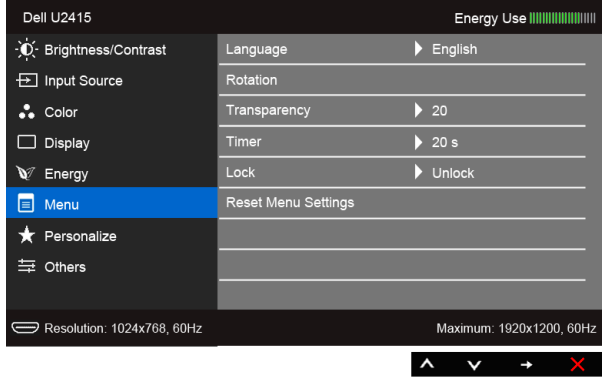 Dell U2415 Energy Use
Brightness/Contrast Language English
Input Source Rotation
Color Transparency 20
Display Timer 20 s
Energy Lock Unlock
Menu Reset Menu Settings
Personalize
Others
Resolution: 1024x768, 60Hz Maximum: 1920x1200, 60Hz